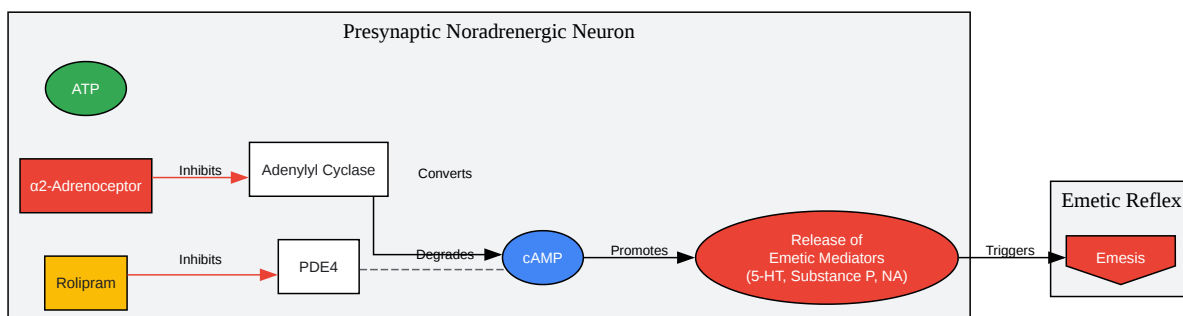 Presynaptic Noradrenergic Neuron
ATP
α2-Adrenoceptor
Inhibits
Adenylyl Cyclase
Converts
Rolipram
Inhibits
PDE4
Degrades
cAMP
Promotes
Release of
Emetic Mediators
(5-HT, Substance P, NA)
Triggers
Emetic Reflex
Emesis